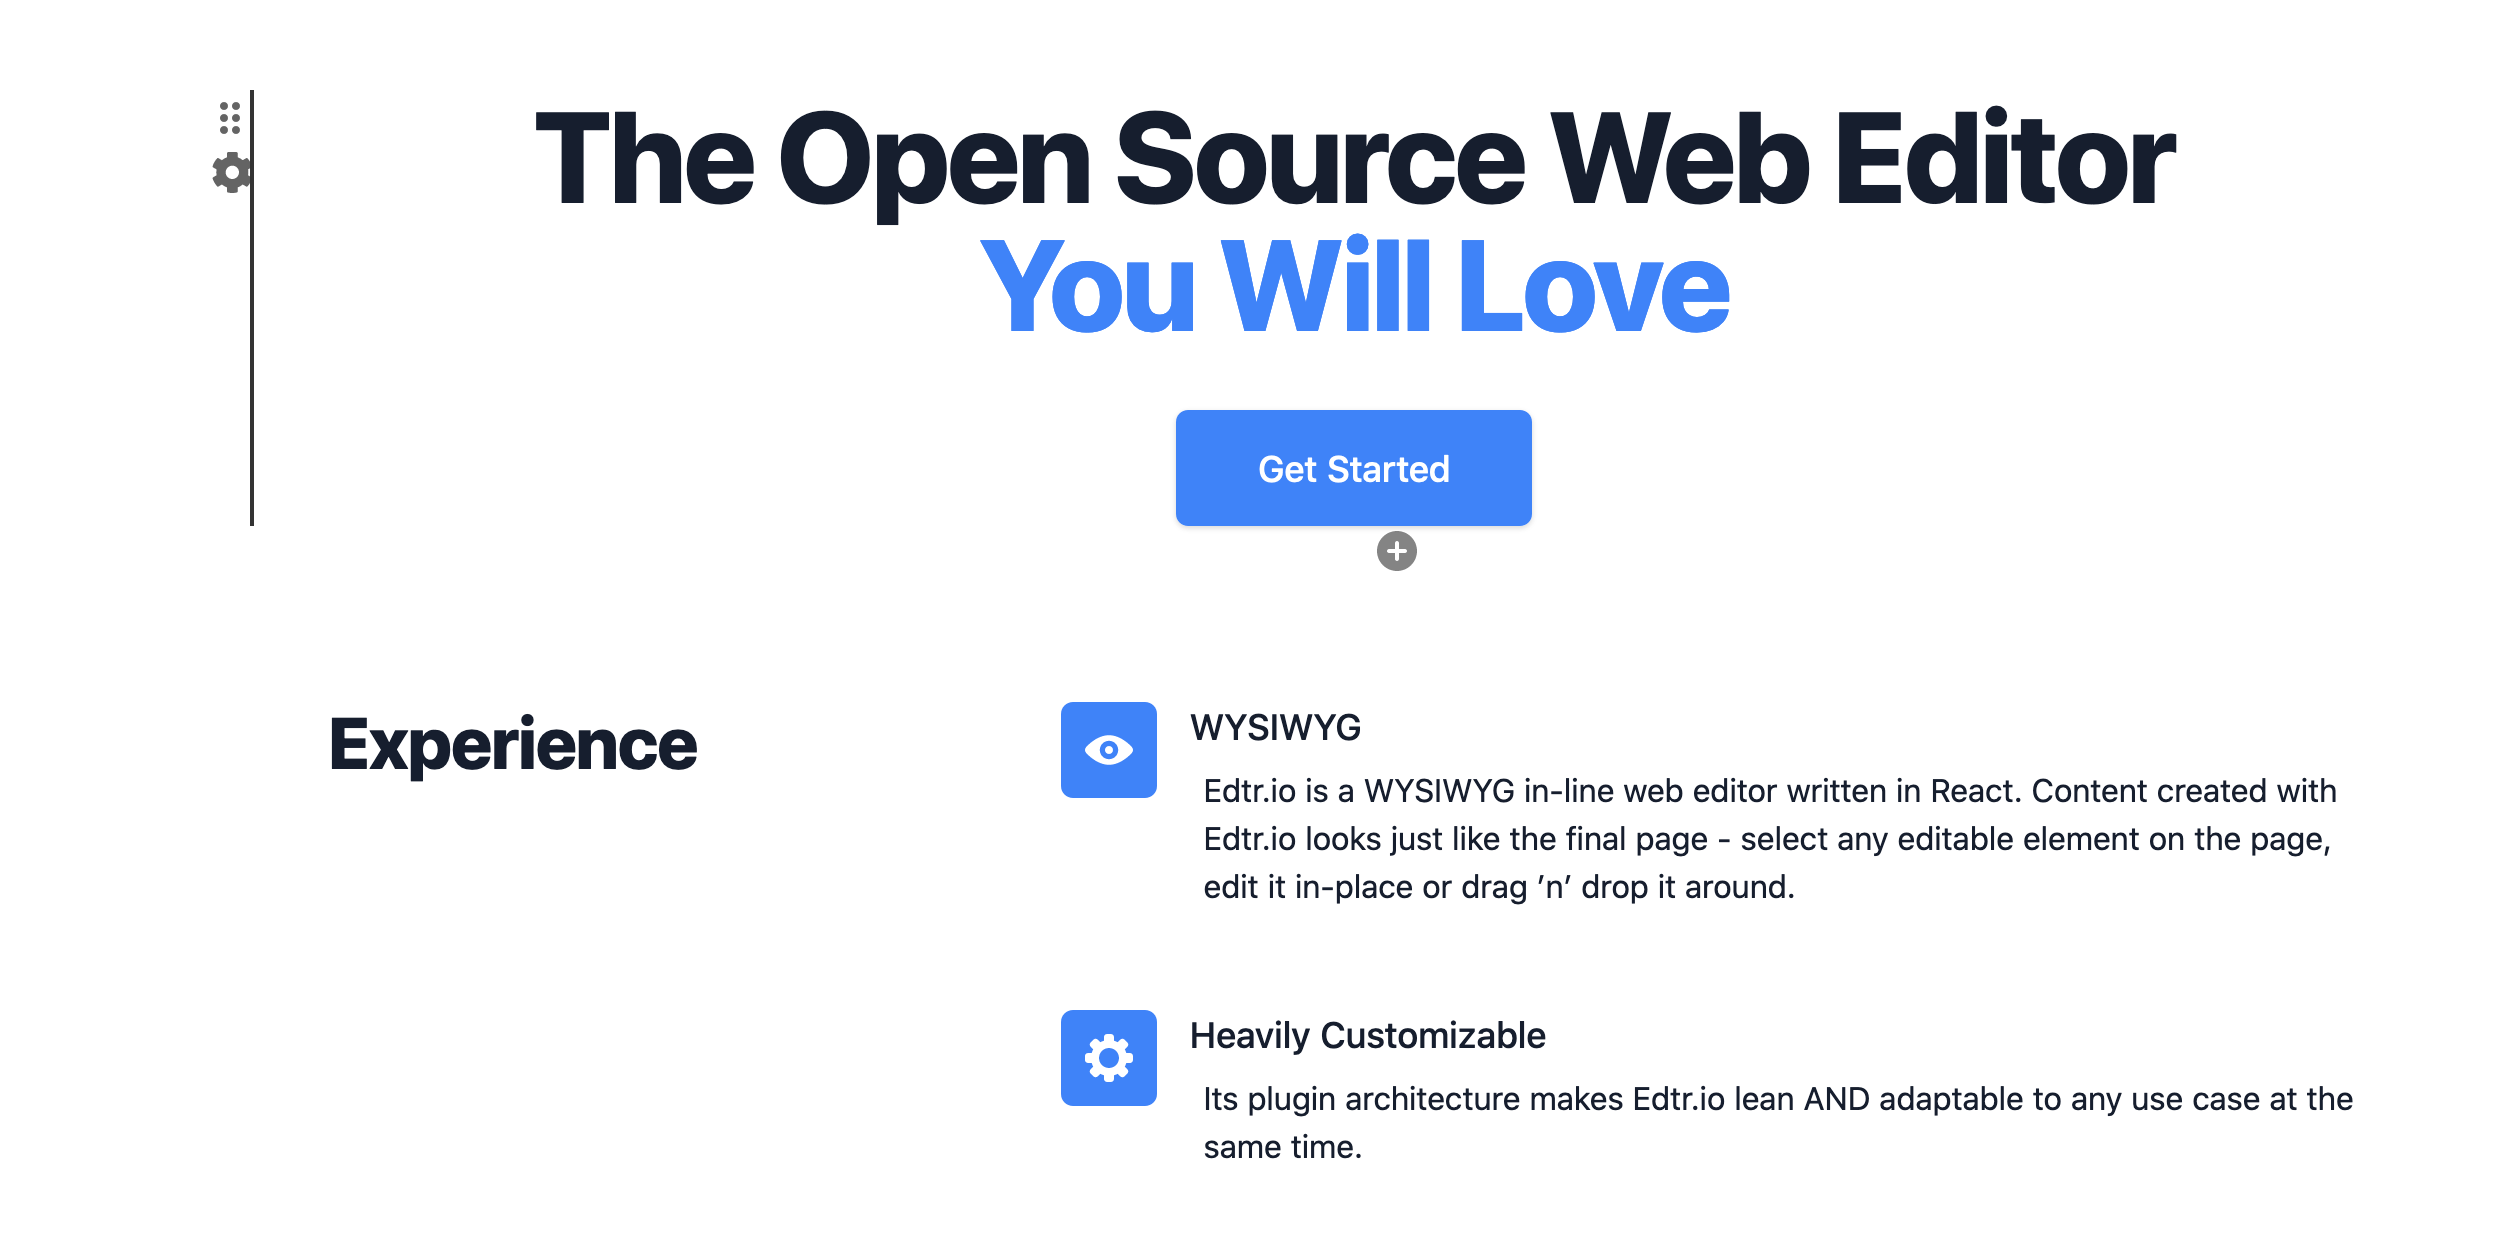 The Open Source Web Editor
You Will Love
Get Started
Experience
WYSIWYG
Edtr.io is a WYSIWYG in-line web editor written in React. Content created with
Edtr.io looks just like the final page - select any editable element on the page,
edit it in-place or drag ’n’ drop it around.
Heavily Customizable
Its plugin architecture makes Edtr.io lean AND adaptable to any use case at the
same time.